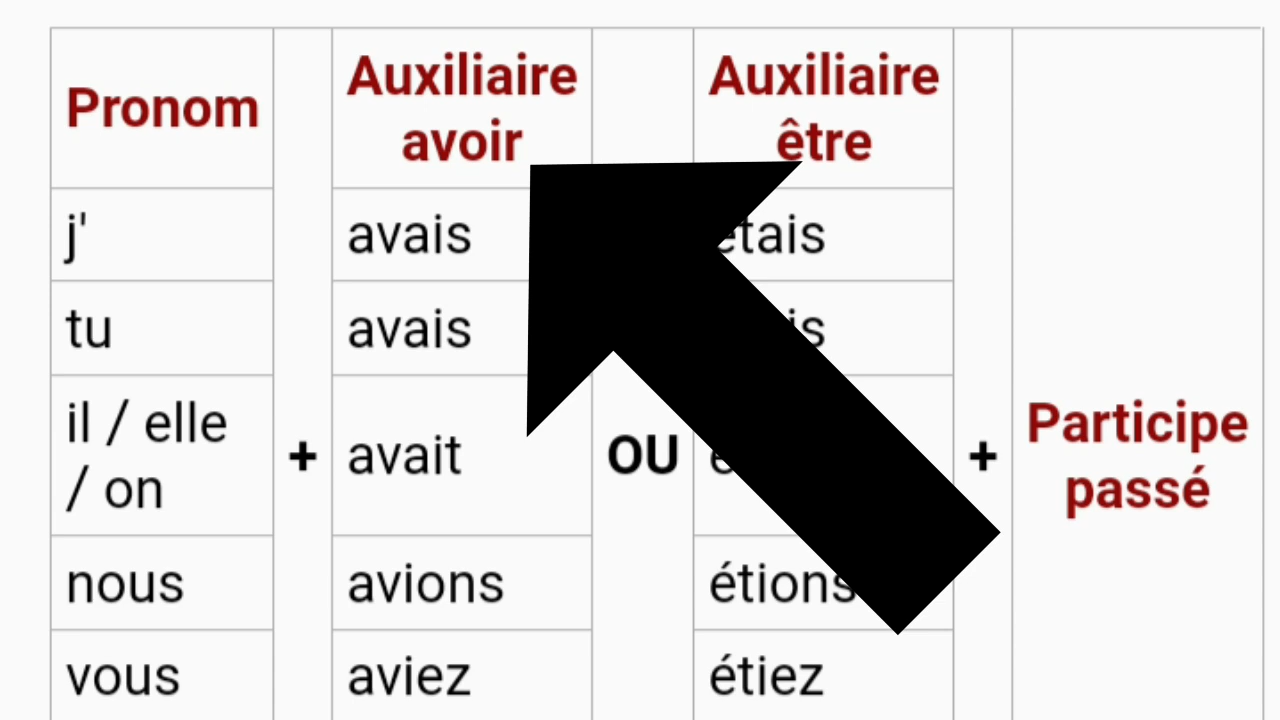 Pronom
Auxiliaire
avoir
Auxiliaire
être
j'
avais
tu
avais
il / elle
/ on
+
avait
OU
+
Participe
passé
nous
avions
étions
vous
aviez
étiez